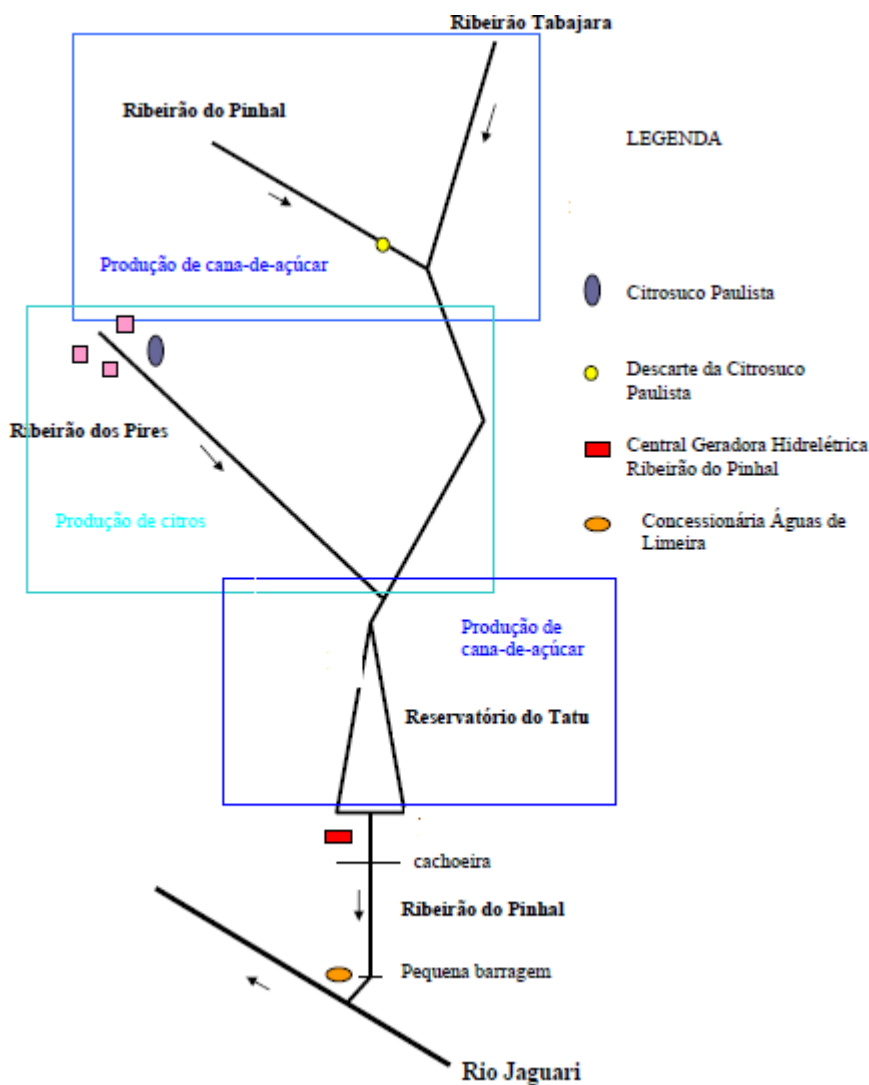 Ribeirão Tabajara
Ribeirão do Pinhal
LEGENDA
Produção de cana-de-açúcar
Citrosuco Paulista
Descarte da Citrosuco
Paulista
Ribeirão dos Pires
Central Geradora Hidrelétrica
Ribeirão do Pinhal
Produção de citros
Concessionária Águas de
Limeira
Produção de
cana-de-açúcar
Reservatório do Tatu
cachoeira
Ribeirão do Pinhal
Pequena barragem
Rio Jaguari